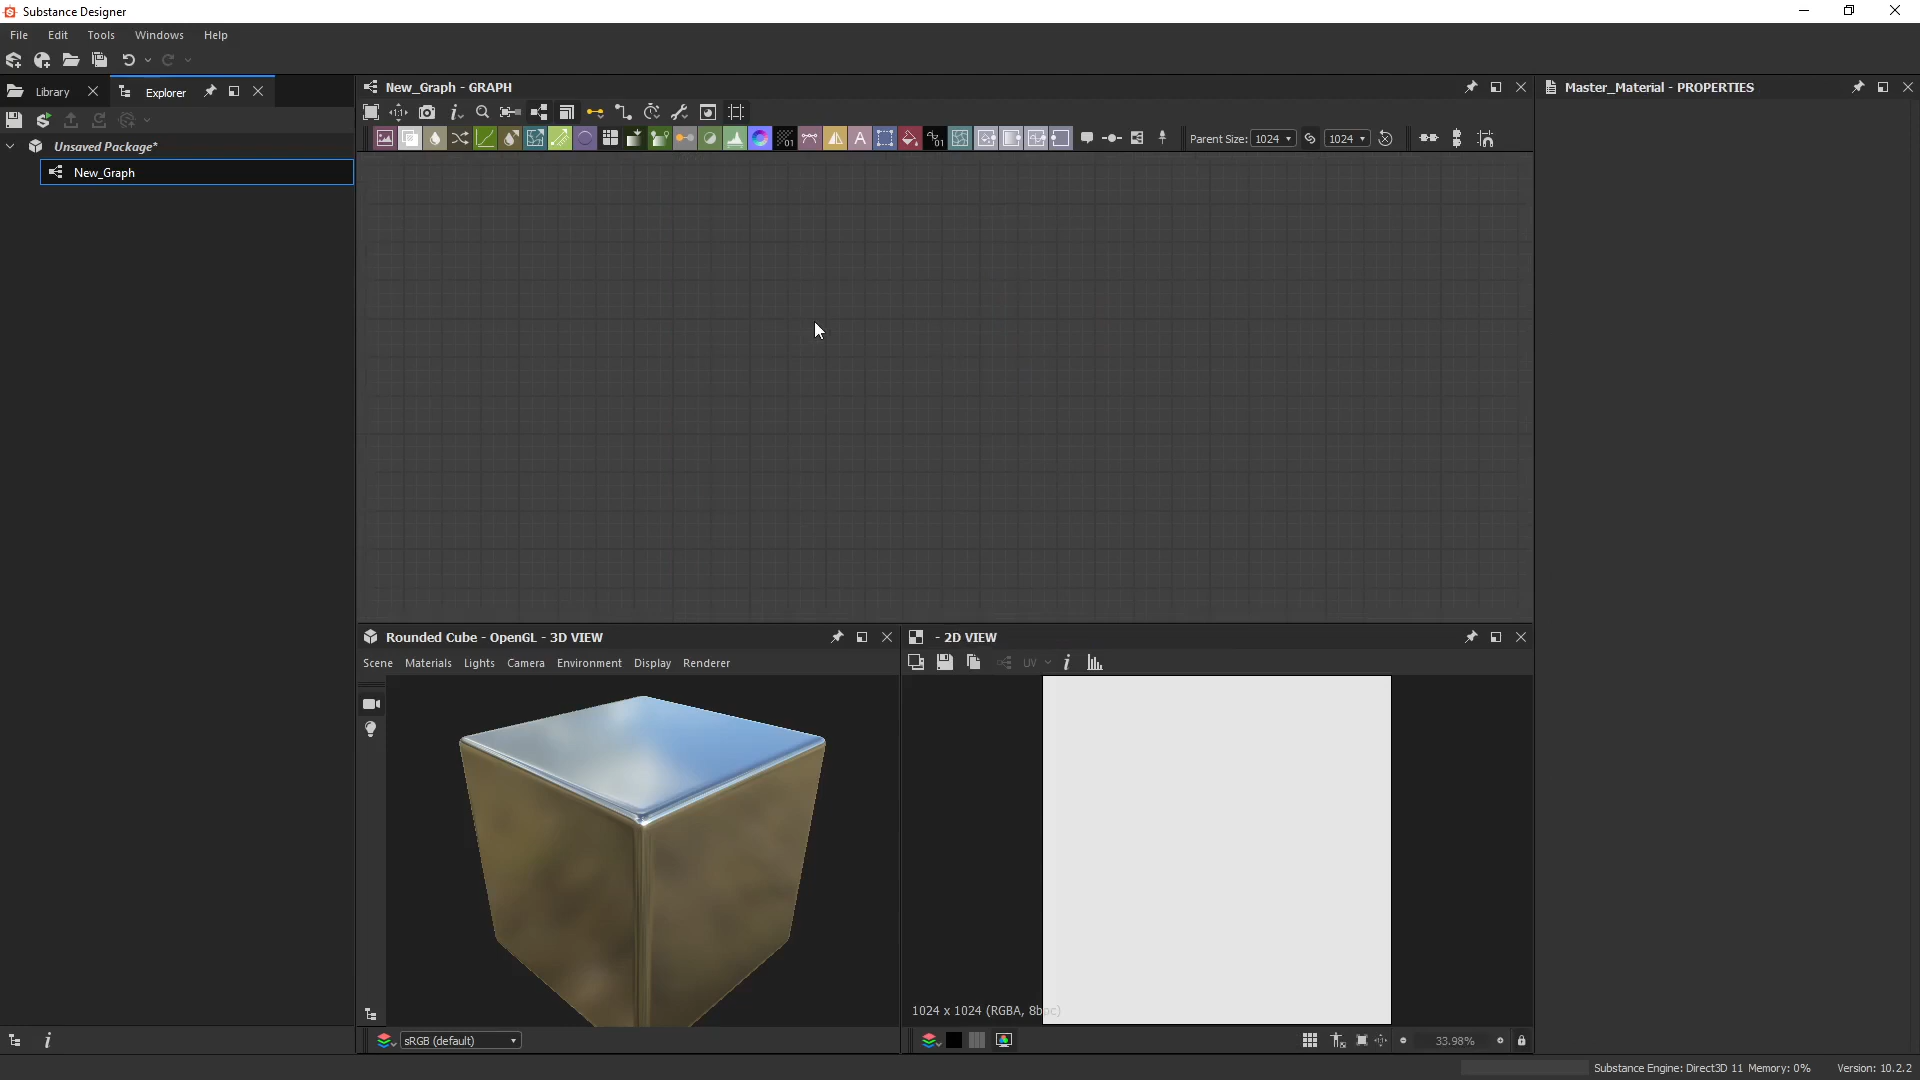 Substance Designer
File Edit Tools Windows Help
Library Explorer
Unsaved Package*
New_Graph
New_Graph - GRAPH
Parent Size: 1024 1024
Master_Material - PROPERTIES
Rounded Cube - OpenGL - 3D VIEW
Scene Materials Lights Camera Environment Display Renderer
sRGB (default)
- 2D VIEW
UV
1024 x 1024 (RGBA, 8bpc)
33.98%
Substance Engine: Direct3D 11 Memory: 0% Version: 10.2.2